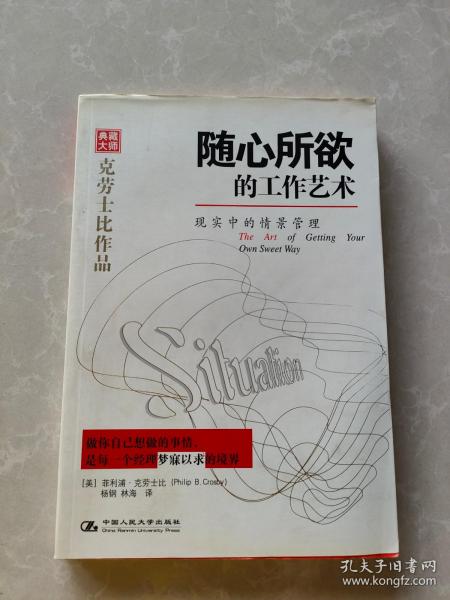 典藏
大师
克劳士比作品
随心所欲
的工作艺术
现实中的情景管理
The Art of Getting Your
Own Sweet Way
Situation
做你自己想做的事情，
是每一个经理梦寐以求的境界
[美] 菲利浦·克劳士比 (Philip B. Crosby)
杨钢 林海 译
中国人民大学出版社
China Renmin University Press
孔夫子旧书网
www.kongfz.com